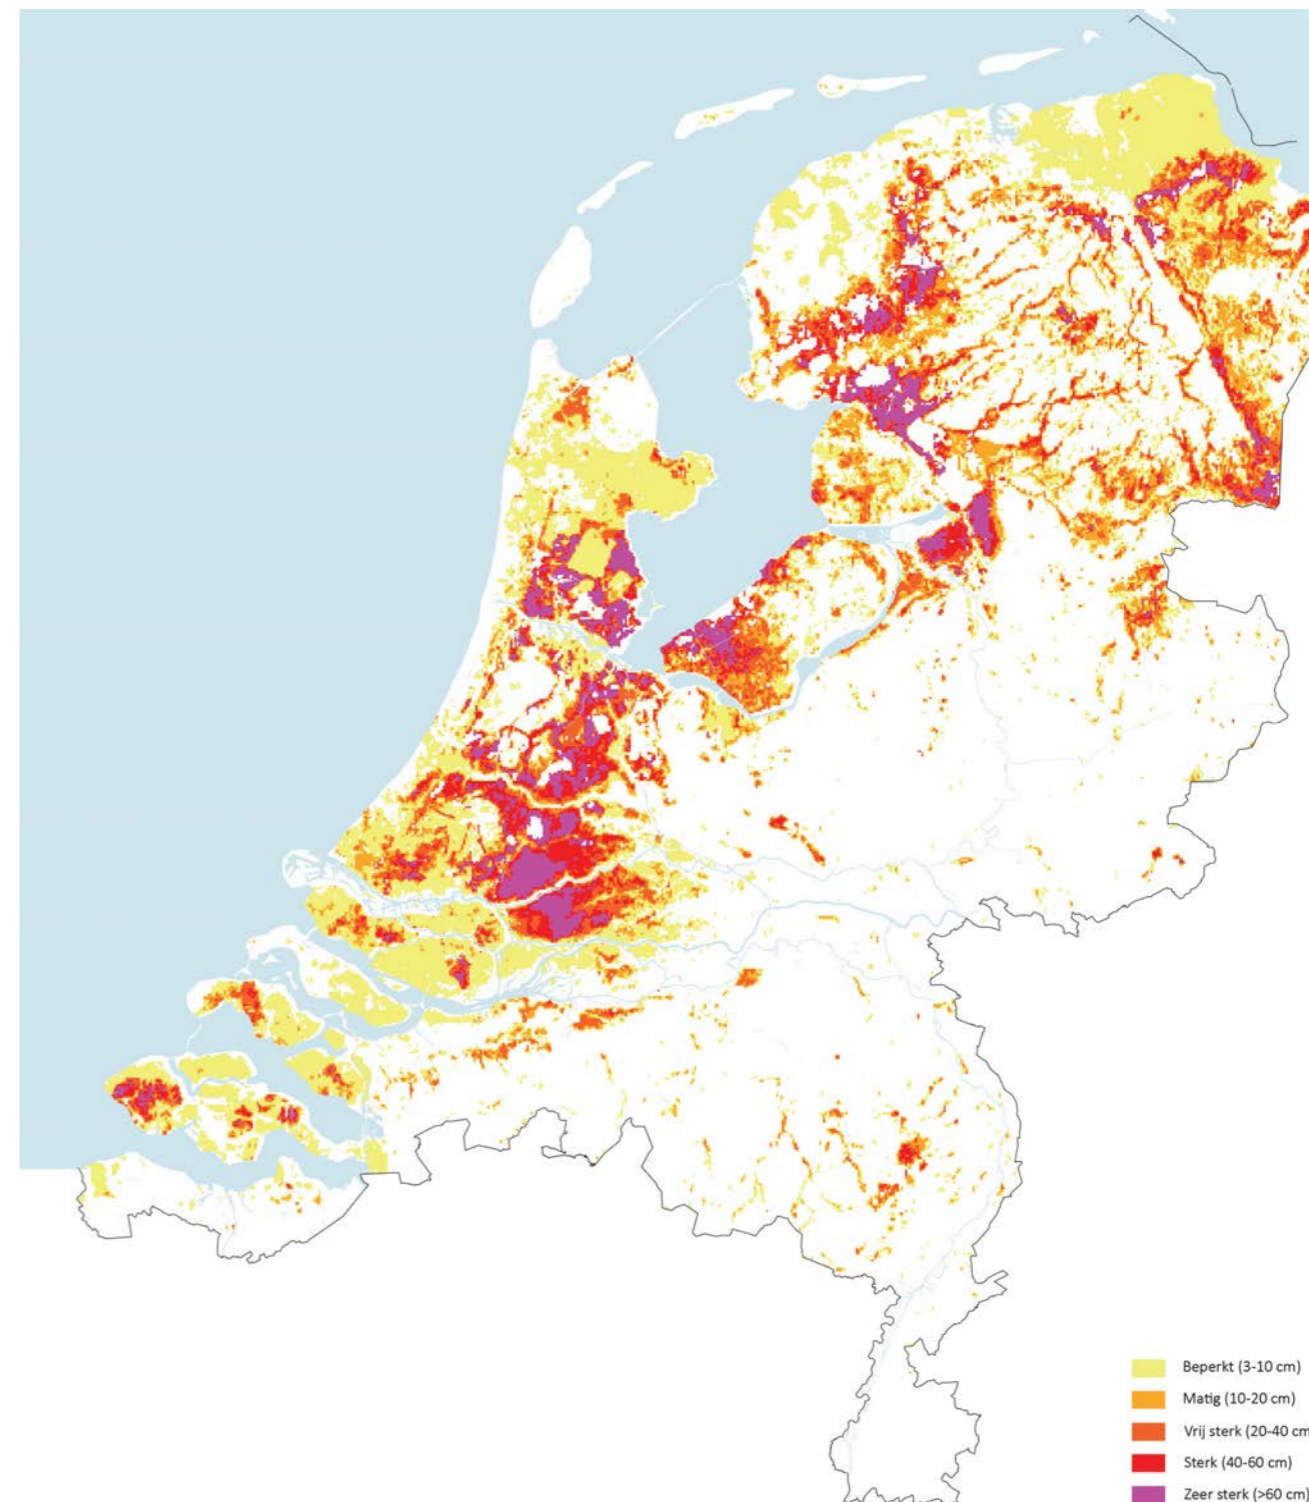 Beperkt (3-10 cm)
Matig (10-20 cm)
Vrij sterk (20-40 cm
Sterk (40-60 cm)
Zeer sterk (>60 cm)